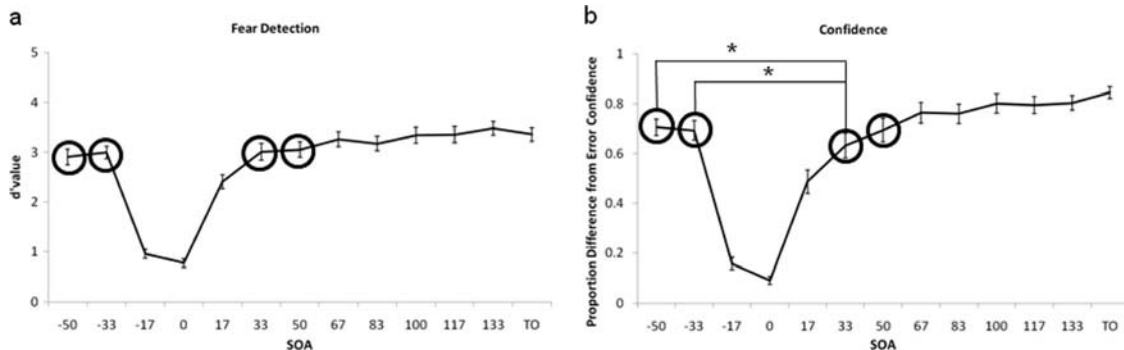 a
Fear Detection
d'value
5
4
3
2
1
0
-50 -33 -17 0 17 33 50 67 83 100 117 133 TO
SOA
b
Confidence
Proportion Difference from Error Confidence
1
0.8
0.6
0.4
0.2
0
* 
*
-50 -33 -17 0 17 33 50 67 83 100 117 133 TO
SOA